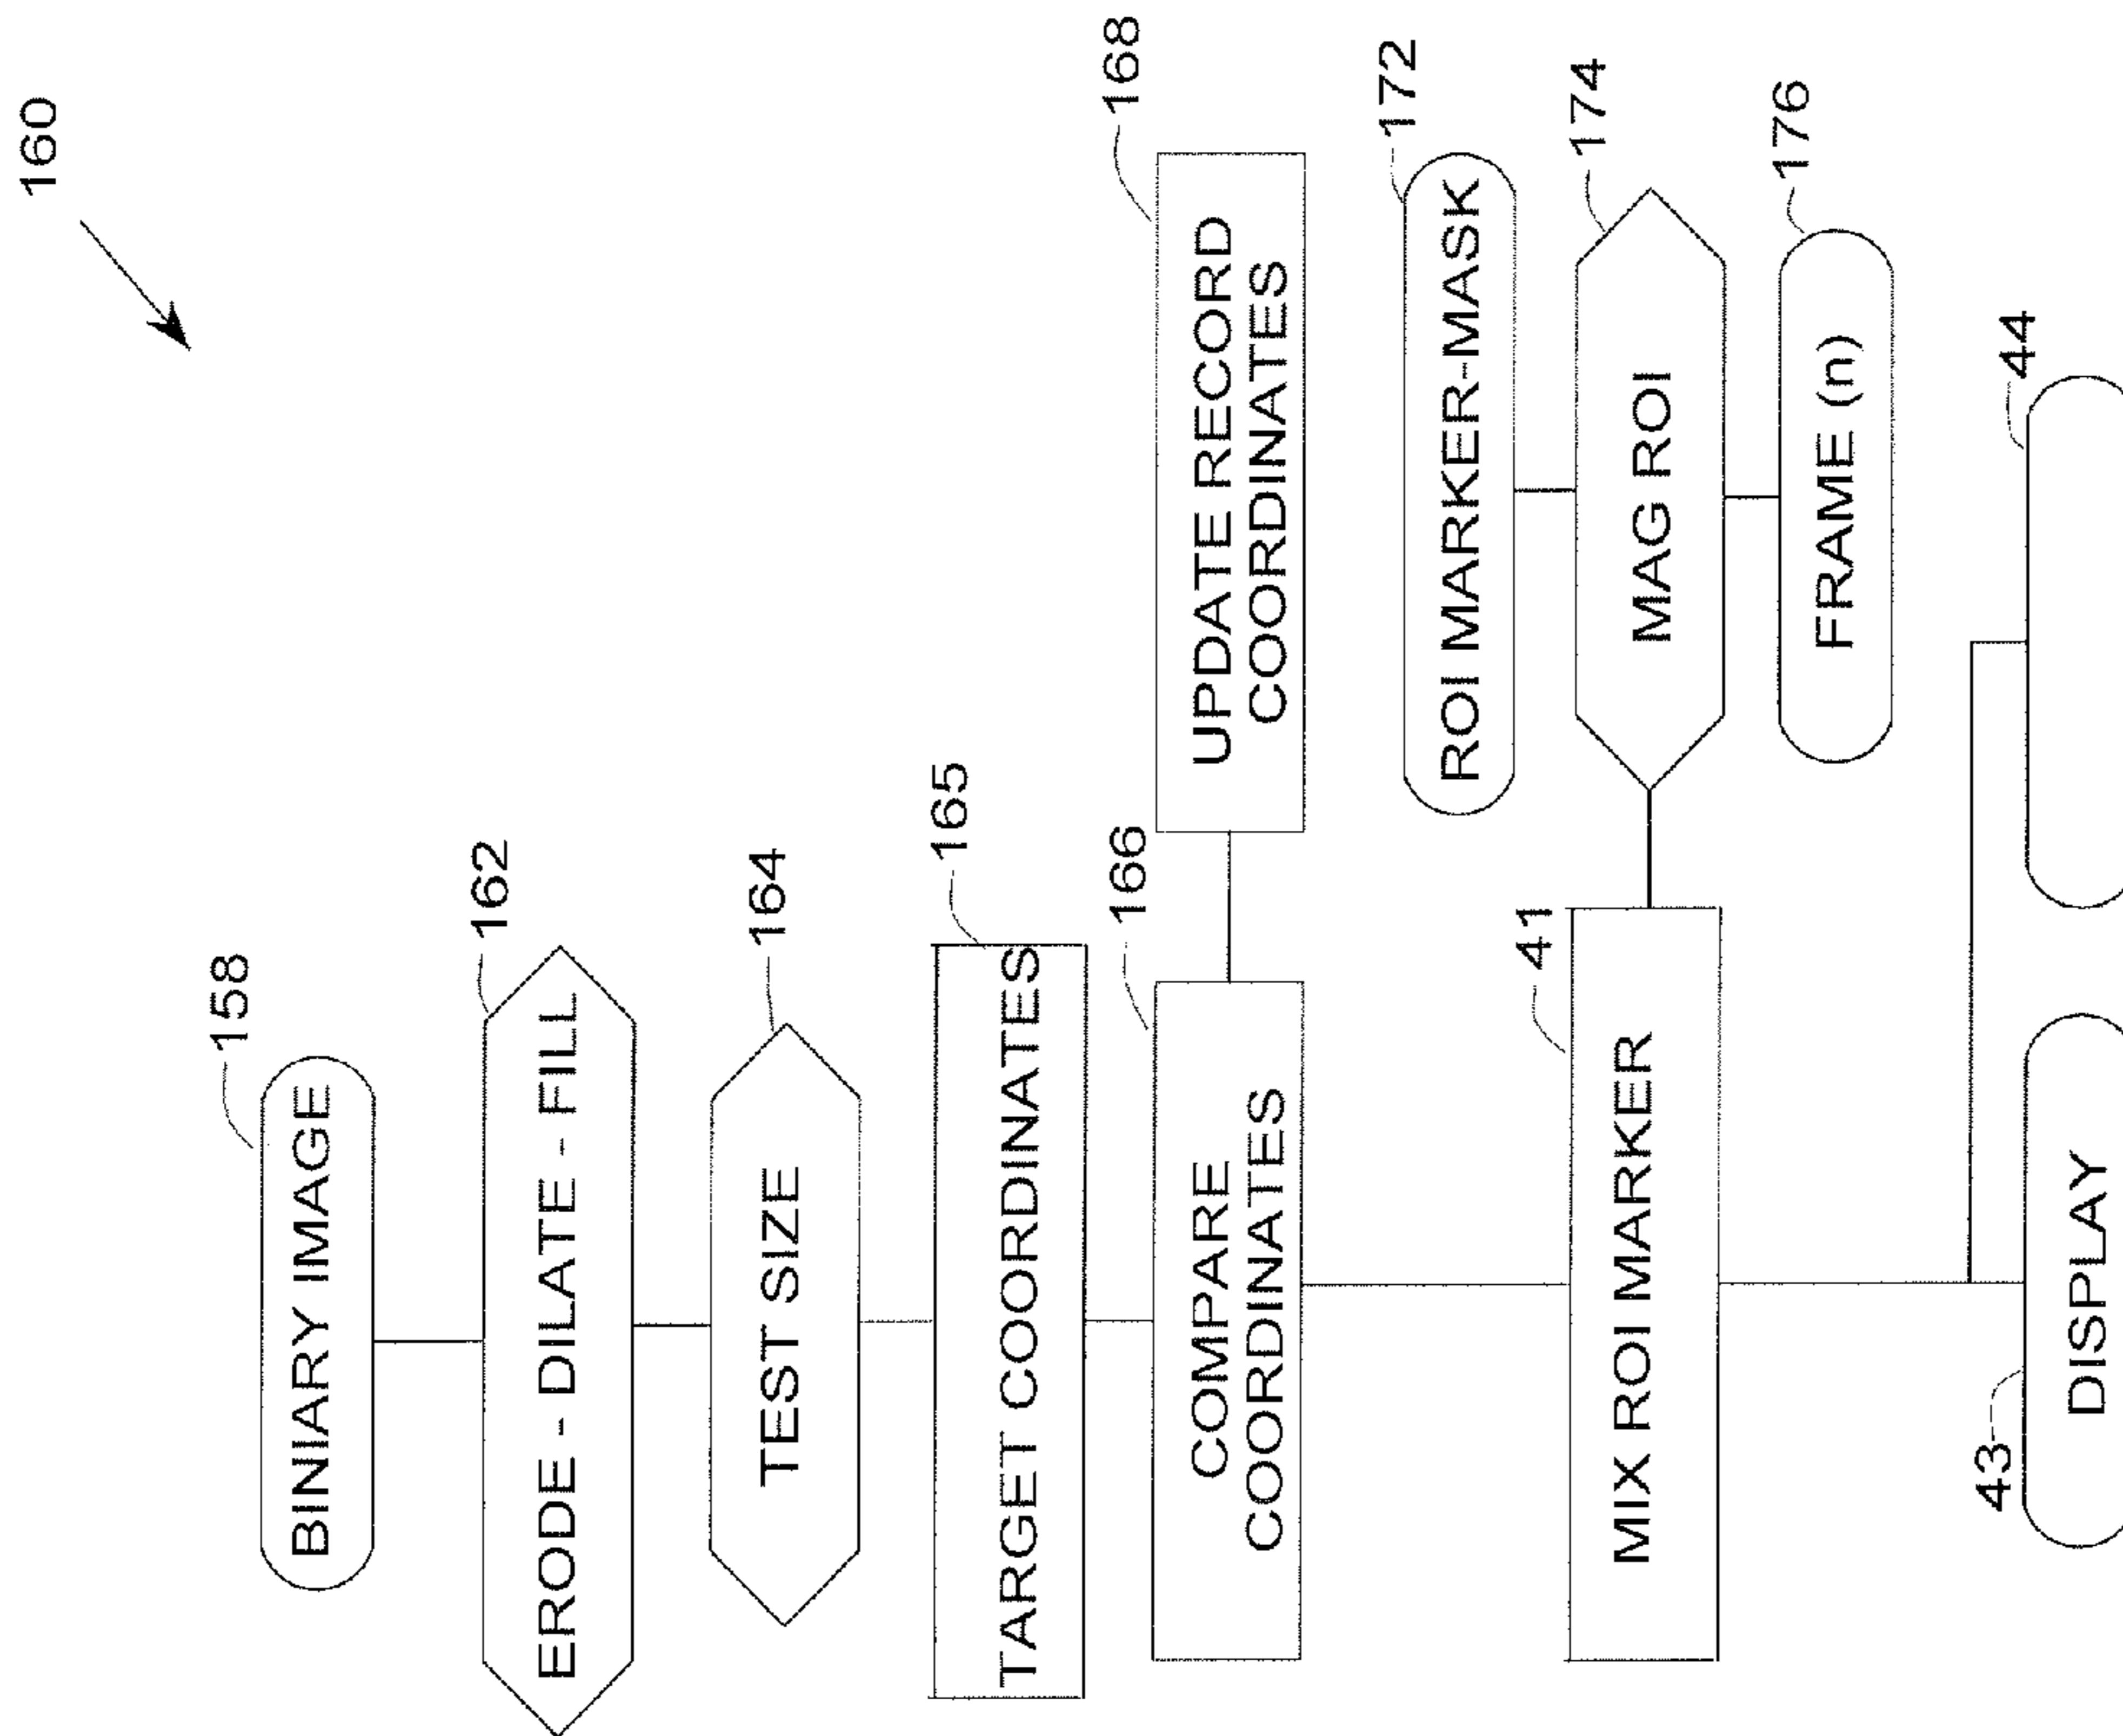 160
158
BINIARY IMAGE
162
ERODE - DILATE - FILL
164
TEST SIZE
165
TARGET COORDINATES
166
COMPARE
COORDINATES
168
UPDATE RECORD
COORDINATES
41
MIX ROI MARKER
172
ROI MARKER-MASK
174
MAG ROI
176
FRAME (n)
43
DISPLAY
44